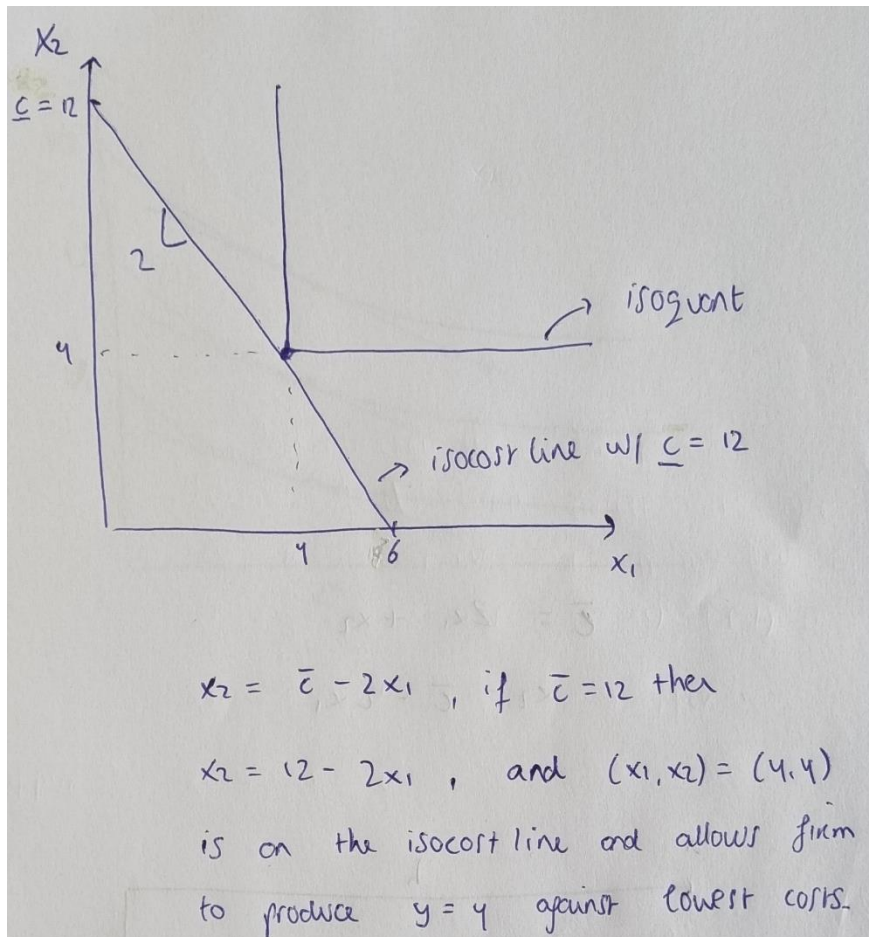 X2
c = 12
2
isoquant
4
isocost line w/ c = 12
4
6
x1
x2 = c̄ - 2x1 , if c̄ = 12 then
x2 = 12 - 2x1 , and (x1, x2) = (4,4)
is on the isocost line and allows firm
to produce y = 4 against lowest costs.